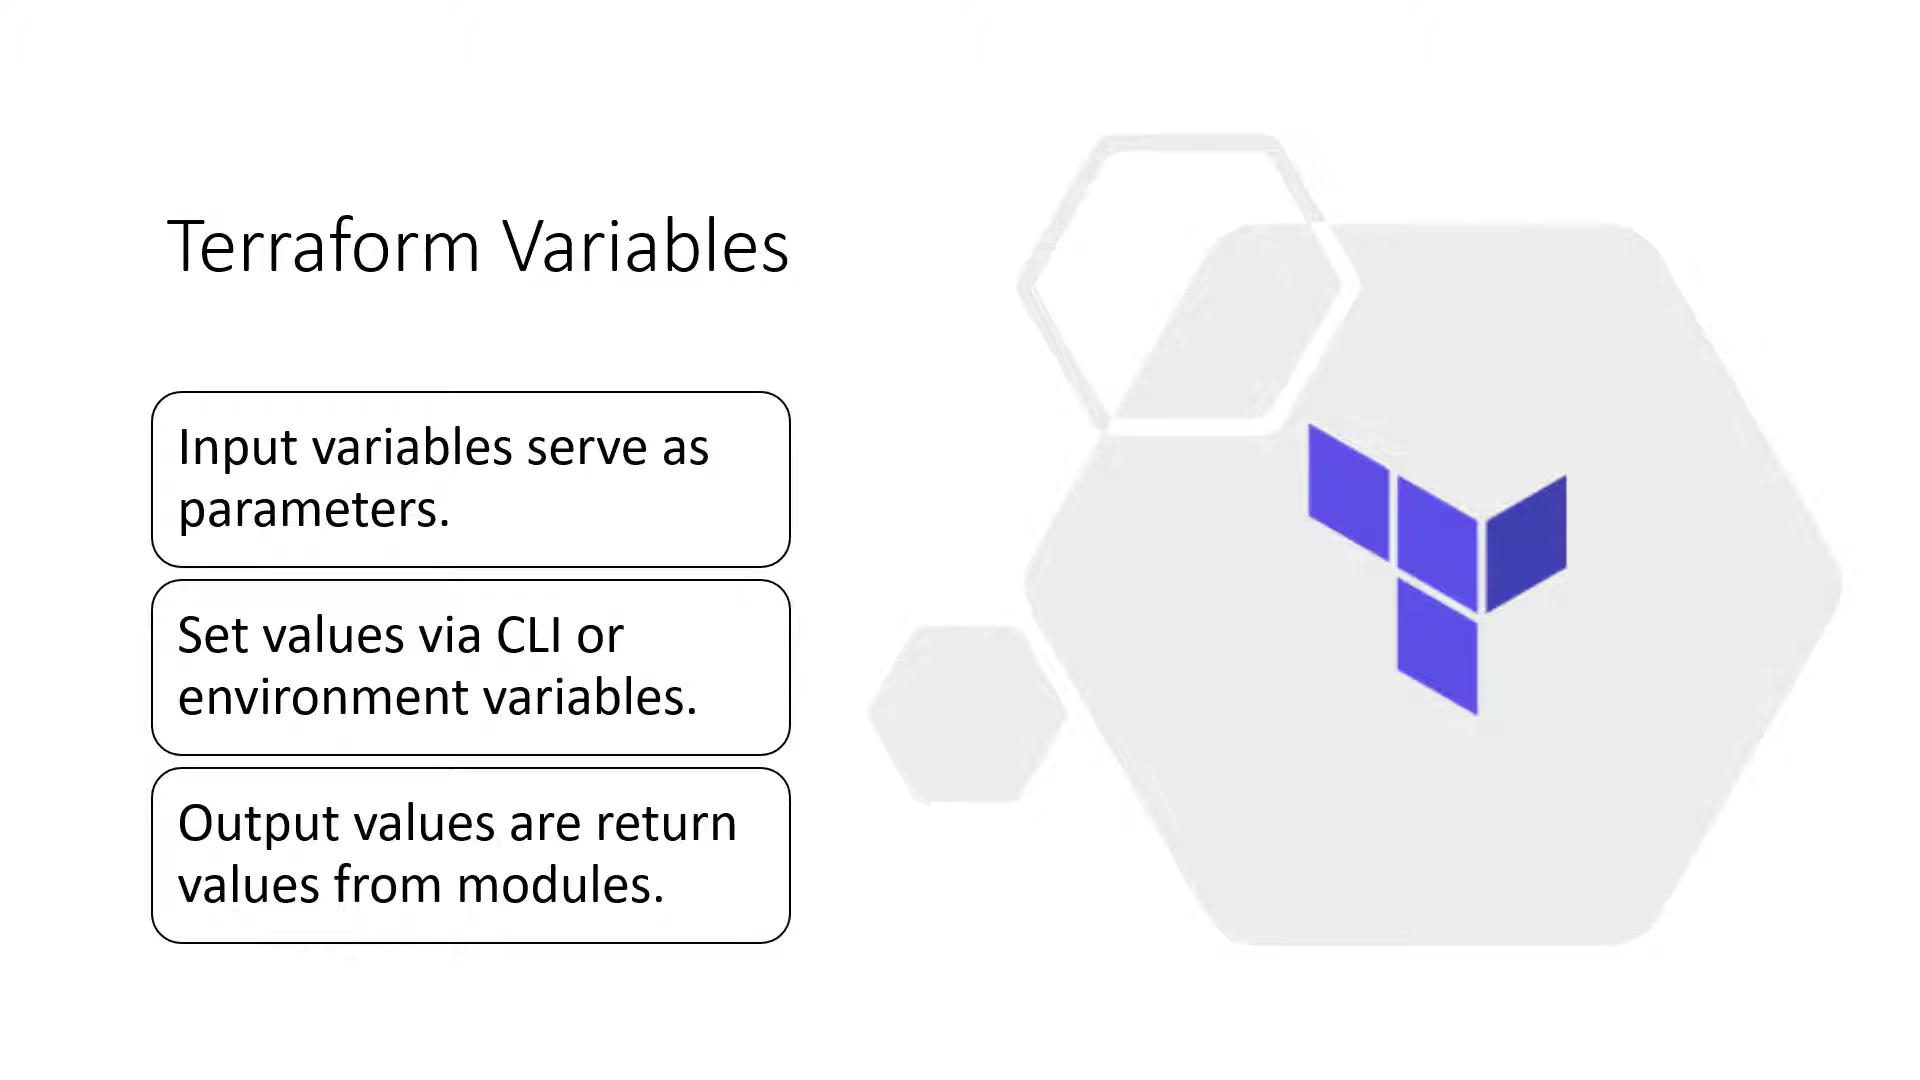 Terraform Variables
Input variables serve as
parameters.
Set values via CLI or
environment variables.
Output values are return
values from modules.